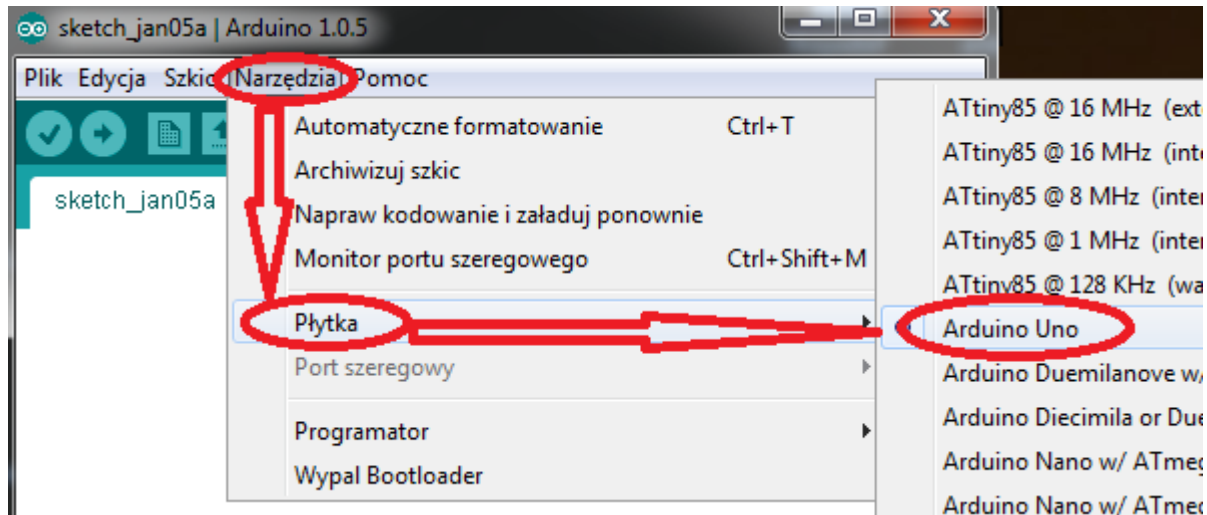 sketch_jan05a | Arduino 1.0.5
Plik Edycja Szkic Narzędzia Pomoc
sketch_jan05a
Automatyczne formatowanie Ctrl+T
Archiwizuj szkic
Napraw kodowanie i załaduj ponownie
Monitor portu szeregowego Ctrl+Shift+M
Płytka
Port szeregowy
Programator
Wypal Bootloader
ATtiny85 @ 16 MHz (ext
ATtiny85 @ 16 MHz (inte
ATtiny85 @ 8 MHz (inter
ATtiny85 @ 1 MHz (inter
ATtiny85 @ 128 KHz (wa
Arduino Uno
Arduino Duemilanove w/
Arduino Diecimila or Due
Arduino Nano w/ ATmeg
Arduino Nano w/ ATmeg